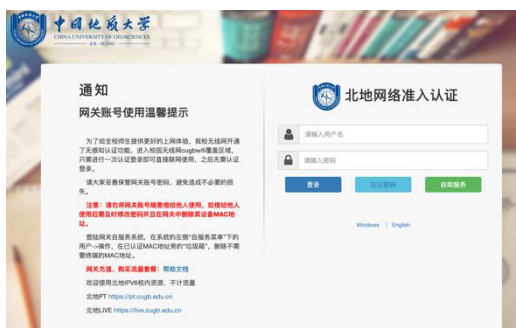 中国地质大学
CHINA UNIVERSITY OF GEOSCIENCES
通知
网关账号使用温馨提示
为了给全校师生提供更好的上网体验，我校无线网开通
了无感知认证功能，进入校园无线网cugbwifi覆盖区域，
只需进行一次认证登录即可直接联网使用，之后无需认证
登录。
请大家妥善保管网关账号密码，避免造成不必要的损
失。
注意：请勿将网关账号随意借给他人使用，如借给他人
使用后需及时修改密码并且在网关中删除其设备MAC地
址。
登陆网关自服务系统，在系统的左侧“自服务菜单”下的
用户->操作，在已认证MAC地址旁的“垃圾箱”，删除不需
要终端的MAC地址。
网关充值、购买流量套餐：帮助文档
欢迎使用北地IPV6校内资源，不计流量
北地PT https://pt.cugb.edu.cn
北地LIVE https://live.cugb.edu.cn
北地网络准入认证
请输入用户名
请输入密码
登录 忘记密码 自助服务
Windows | English